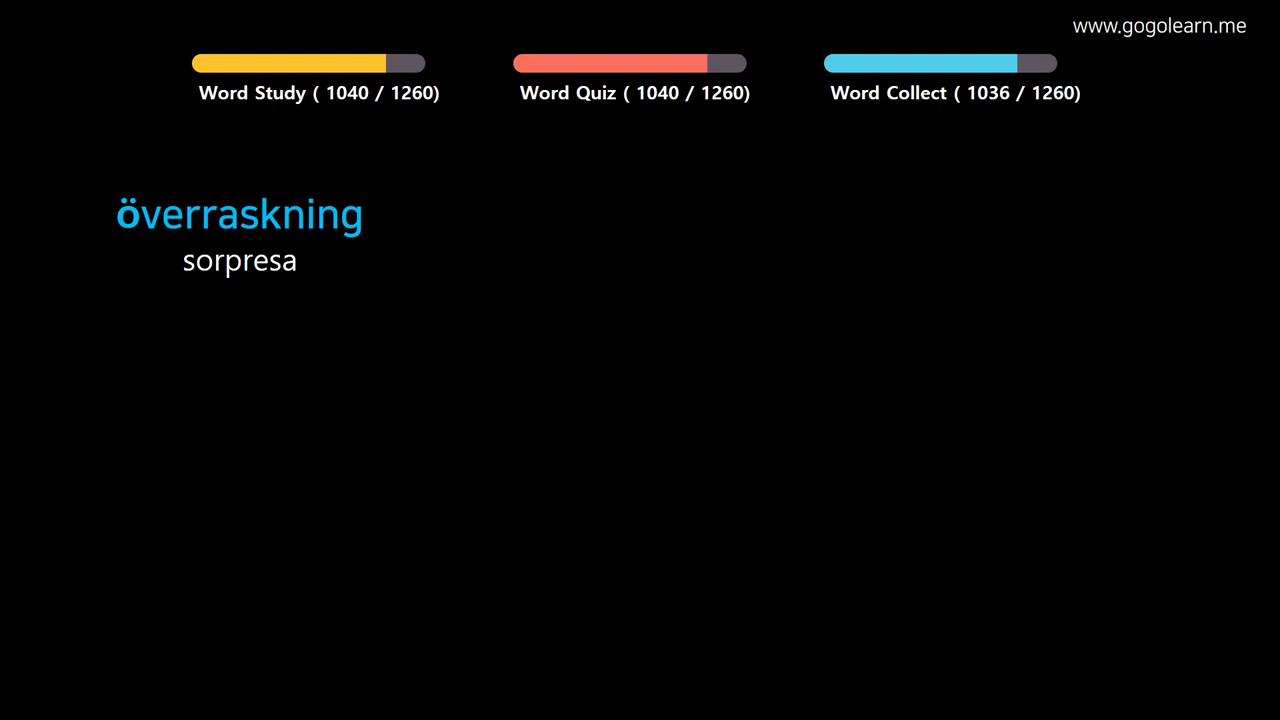 www.gogolearn.me
Word Study ( 1040 / 1260)
Word Quiz ( 1040 / 1260)
Word Collect ( 1036 / 1260)
överraskning
sorpresa